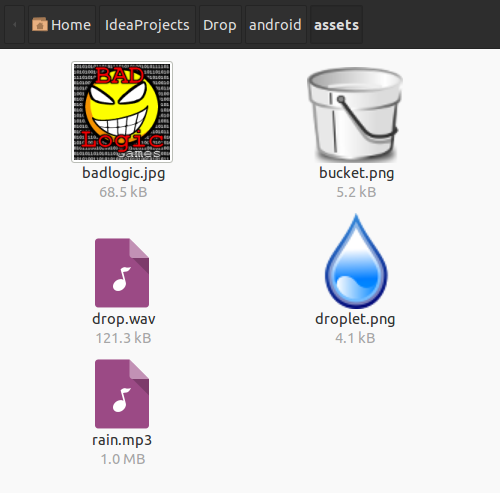 Home IdeaProjects Drop android assets
BAD
Logic
Games
badlogic.jpg
68.5 kB
bucket.png
5.2 kB
drop.wav
121.3 kB
droplet.png
4.1 kB
rain.mp3
1.0 MB